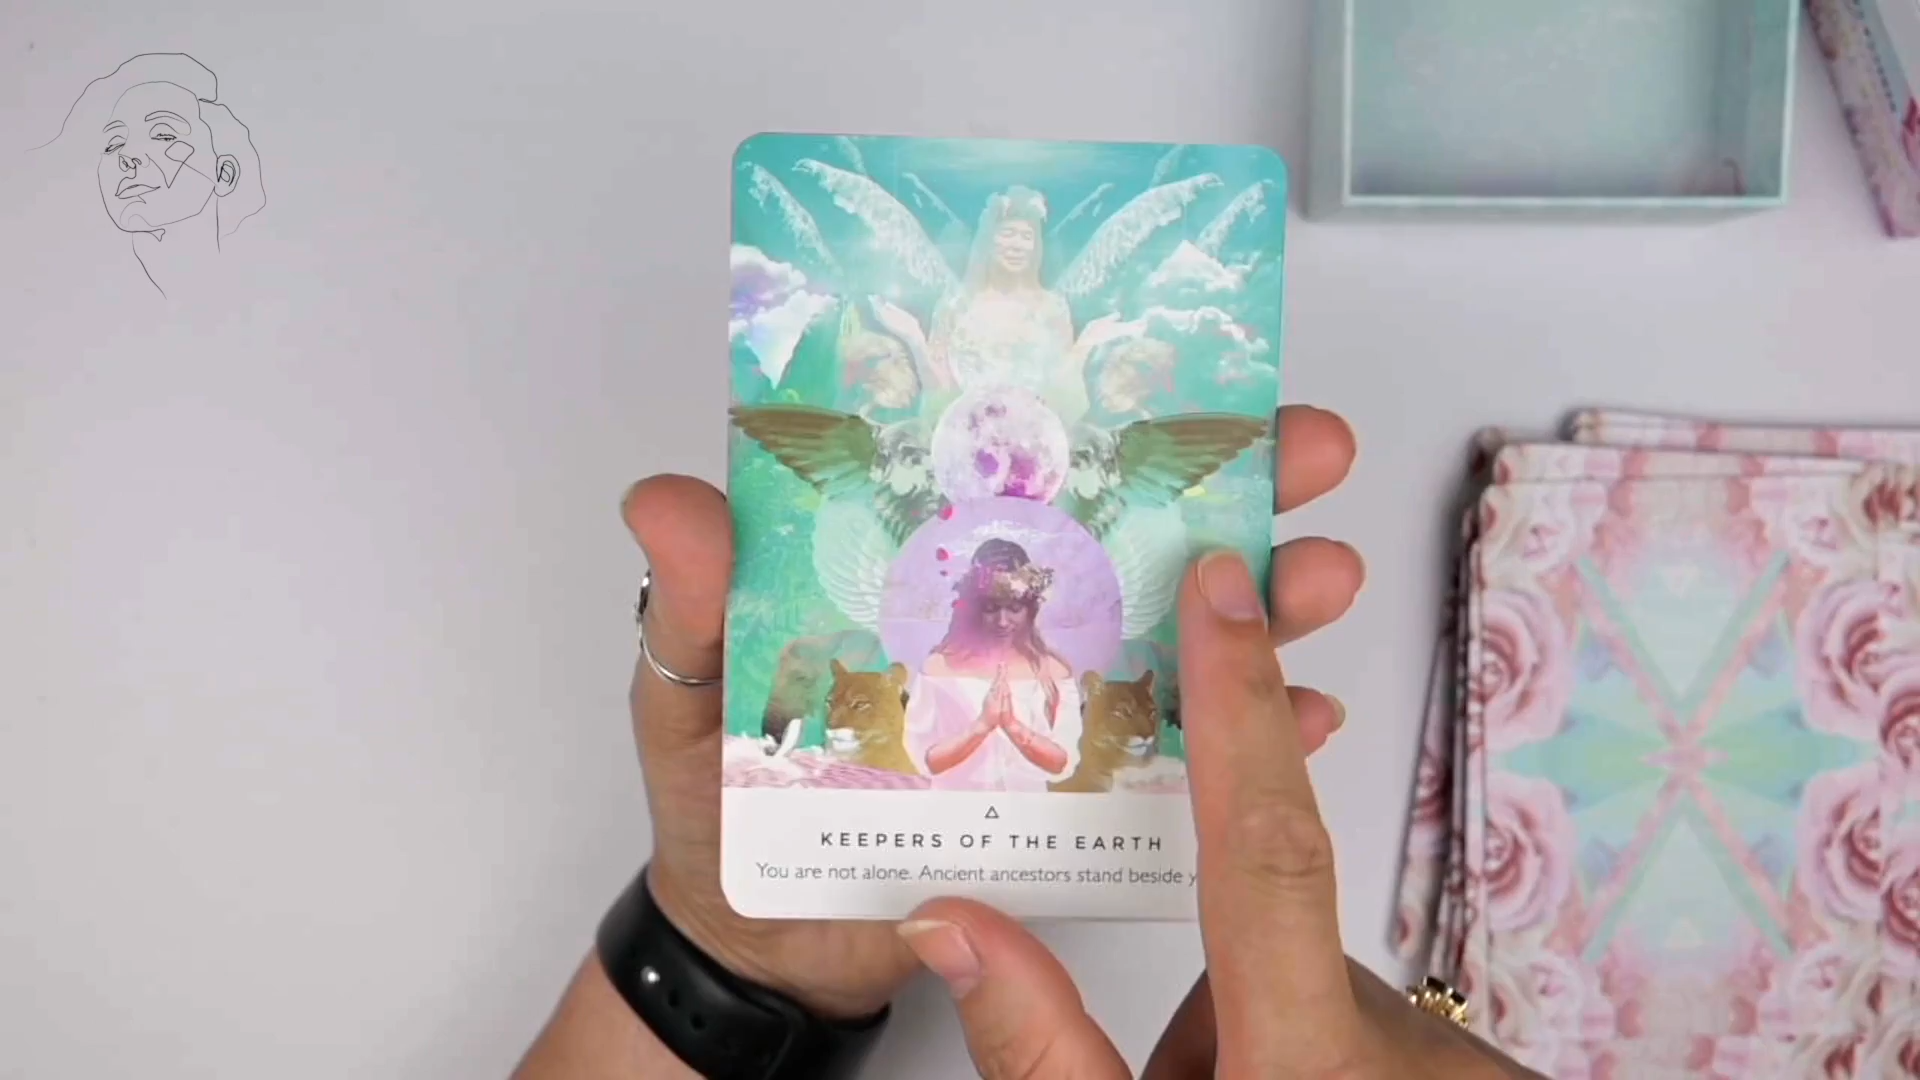 KEEPERS OF THE EARTH
You are not alone. Ancient ancestors stand beside